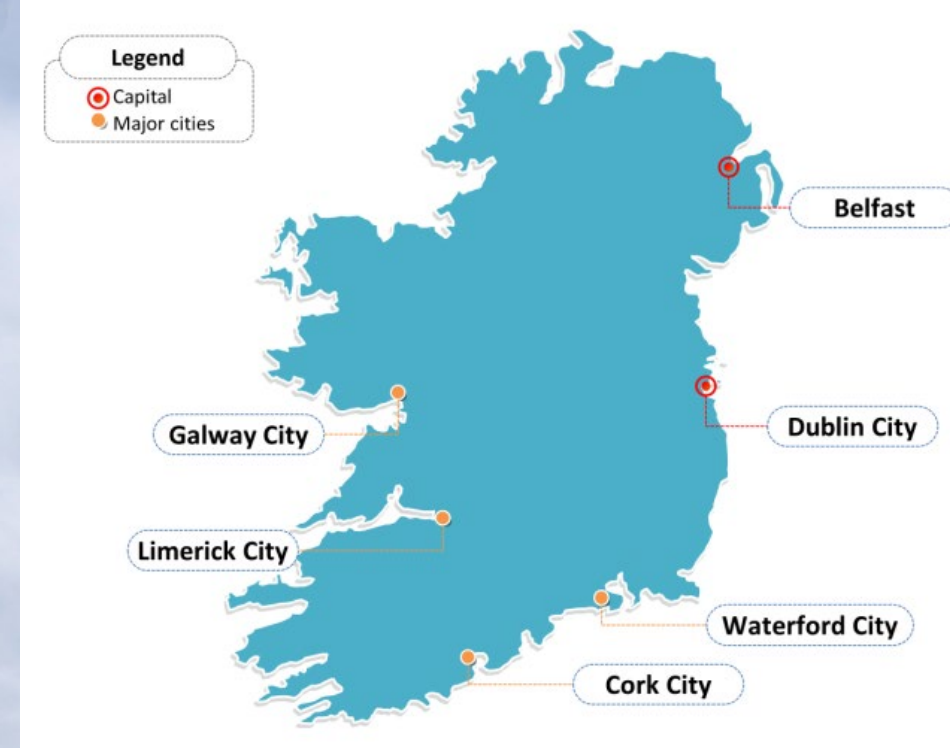 Legend
Capital
Major cities
Belfast
Dublin City
Galway City
Limerick City
Waterford City
Cork City